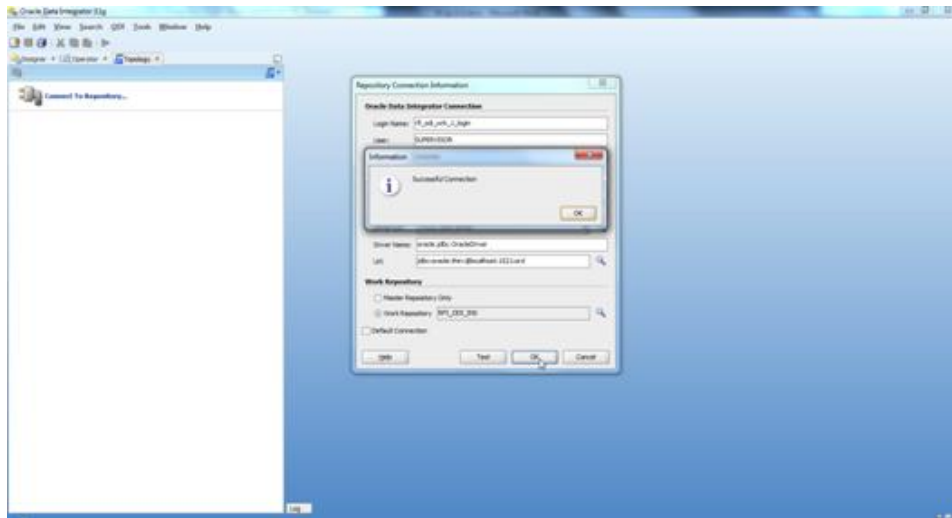 Oracle Data Integrator 11g
File Edit View Search ODI Tools Window Help
Designer Operator Topology
Connect To Repository...
Repository Connection Information
Oracle Data Integrator Connection
Login Name:
User: SUPERVISOR
Information
Successful Connection
OK
Driver Name: oracle.jdbc.OracleDriver
Url:
Work Repository
Master Repository Only
Work Repository
Default Connection
Help Test OK Cancel
Log